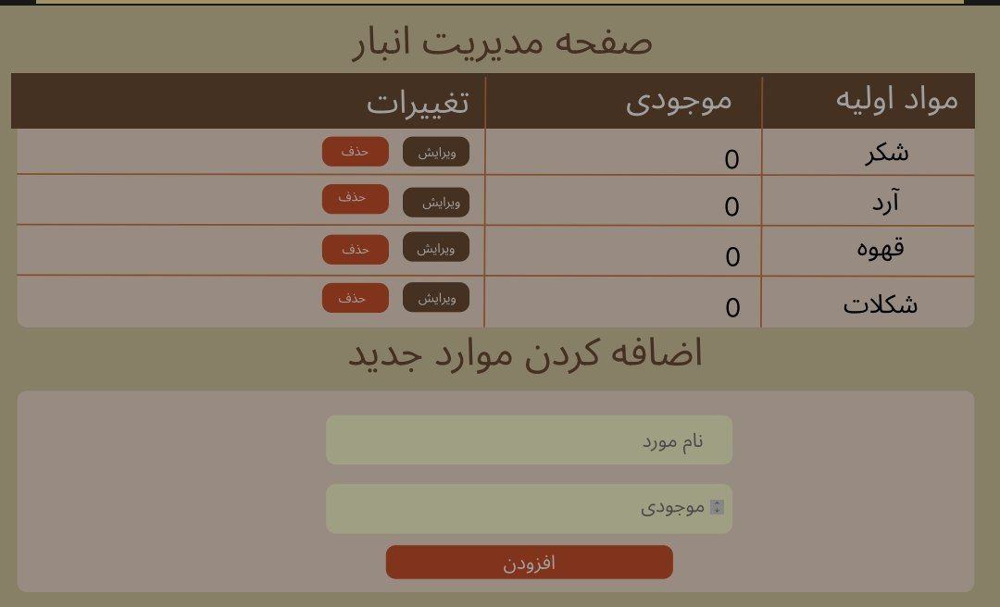 صفحه مدیریت انبار
مواد اولیه موجودی تغییرات
شکر 0 ویرایش حذف
آرد 0 ویرایش حذف
قهوه 0 ویرایش حذف
شکلات 0 ویرایش حذف
اضافه کردن موارد جدید
نام مورد
موجودی
افزودن